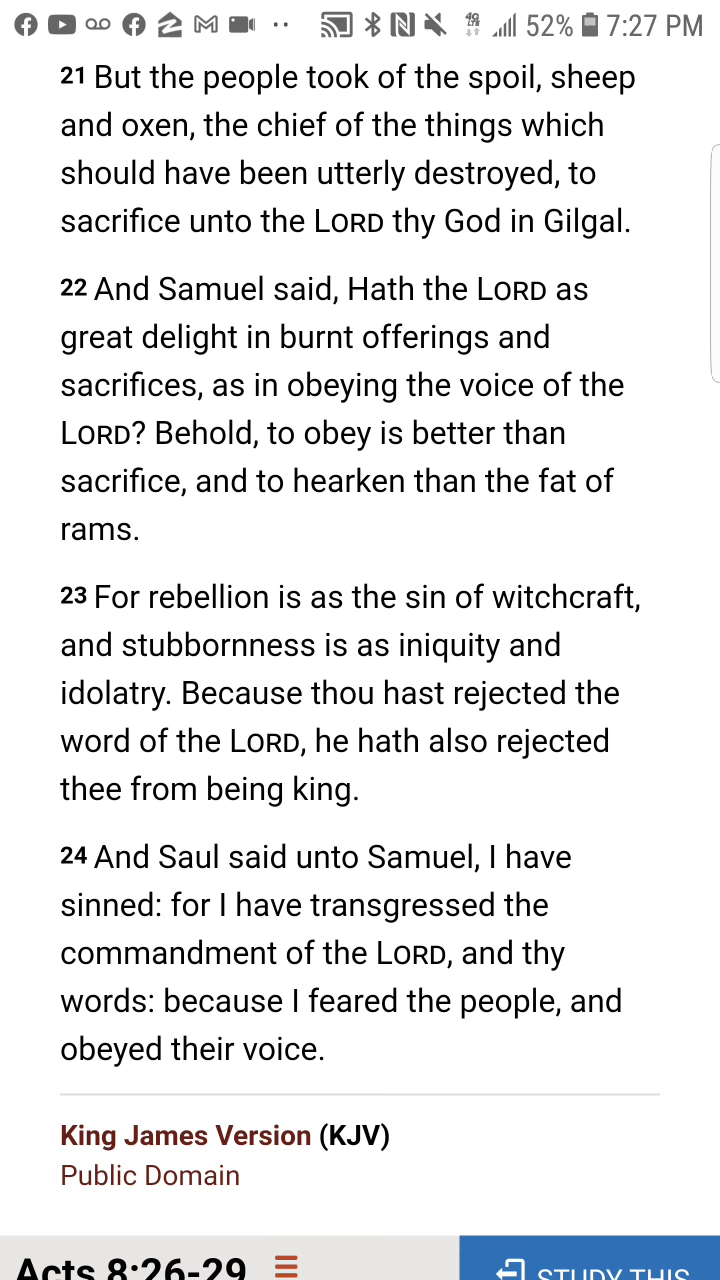 52% 7:27 PM
21 But the people took of the spoil, sheep
and oxen, the chief of the things which
should have been utterly destroyed, to
sacrifice unto the LORD thy God in Gilgal.
22 And Samuel said, Hath the LORD as
great delight in burnt offerings and
sacrifices, as in obeying the voice of the
LORD? Behold, to obey is better than
sacrifice, and to hearken than the fat of
rams.
23 For rebellion is as the sin of witchcraft,
and stubbornness is as iniquity and
idolatry. Because thou hast rejected the
word of the LORD, he hath also rejected
thee from being king.
24 And Saul said unto Samuel, I have
sinned: for I have transgressed the
commandment of the LORD, and thy
words: because I feared the people, and
obeyed their voice.
King James Version (KJV)
Public Domain
Acts 8:26-29 STUDY THIS